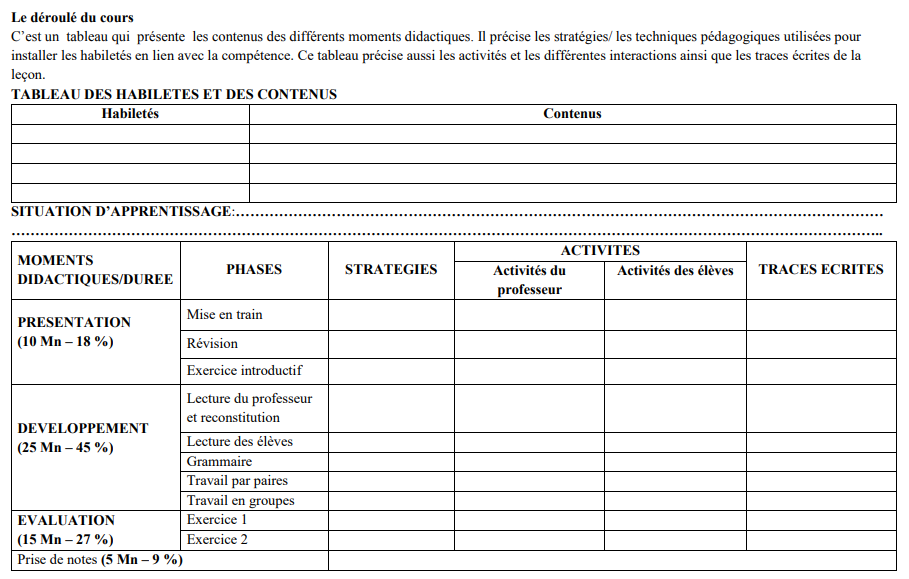 Le déroulé du cours
C'est un tableau qui présente les contenus des différents moments didactiques. Il précise les stratégies/ les techniques pédagogiques utilisées pour
installer les habiletés en lien avec la compétence. Ce tableau précise aussi les activités et les différentes interactions ainsi que les traces écrites de la
leçon.
TABLEAU DES HABILETES ET DES CONTENUS
Habiletés Contenus
SITUATION D'APPRENTISSAGE:…………………………………………………………………………………………………………………
………………………………………………………………………………………………………………………………………………………..
MOMENTS
DIDACTIQUES/DUREE
PHASES
STRATEGIES
ACTIVITES
Activités du
professeur
Activités des élèves
TRACES ECRITES
PRESENTATION
(10 Mn – 18 %)
Mise en train
Révision
Exercice introductif
DEVELOPPEMENT
(25 Mn – 45 %)
Lecture du professeur
et reconstitution
Lecture des élèves
Grammaire
Travail par paires
Travail en groupes
EVALUATION
(15 Mn – 27 %)
Exercice 1
Exercice 2
Prise de notes (5 Mn – 9 %)